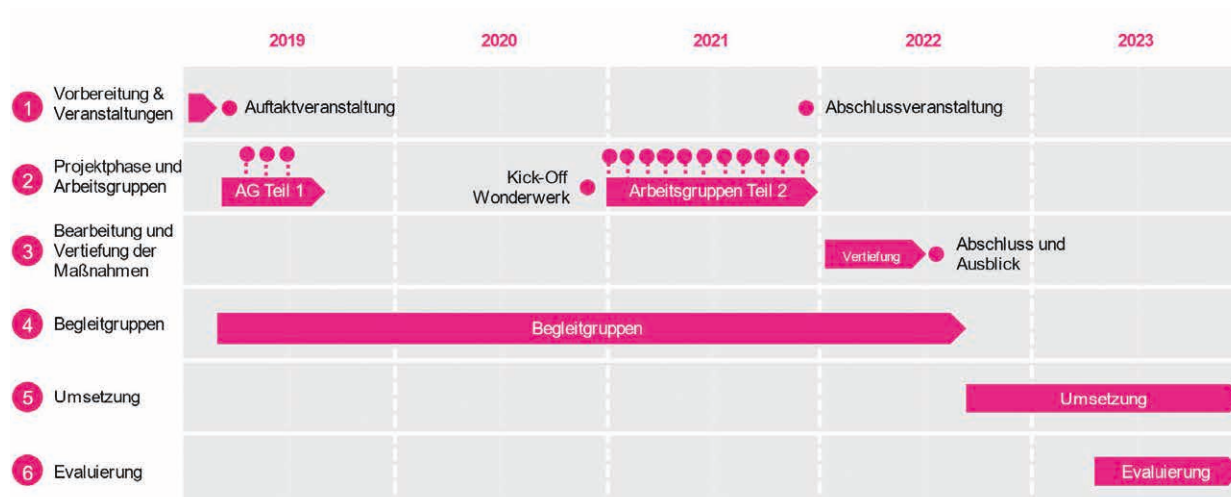 2019 2020 2021 2022 2023
1 Vorbereitung &
Veranstaltungen
Auftaktveranstaltung
Abschlussveranstaltung
2 Projektphase und
Arbeitsgruppen
AG Teil 1
Kick-Off
Wonderwerk
Arbeitsgruppen Teil 2
3 Bearbeitung und
Vertiefung der
Maßnahmen
Vertiefung
Abschluss und
Ausblick
4 Begleitgruppen
Begleitgruppen
5 Umsetzung
Umsetzung
6 Evaluierung
Evaluierung